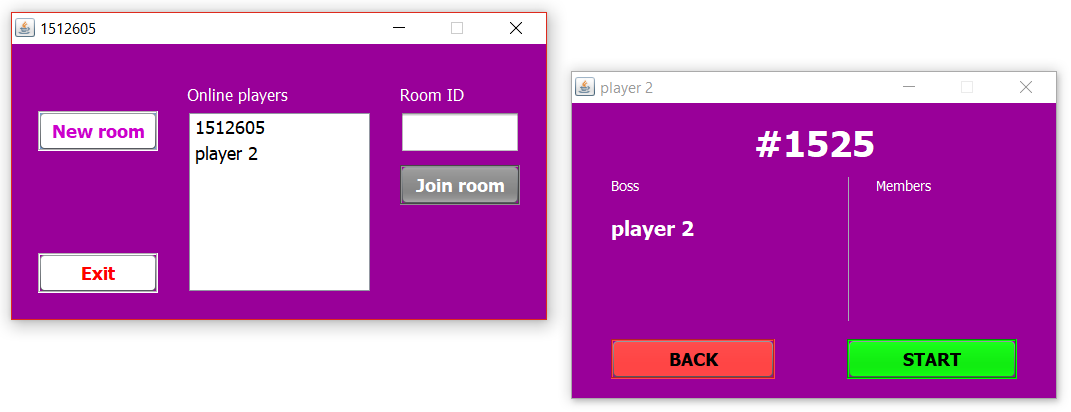 1512605
Online players
Room ID
New room
1512605
player 2
Join room
Exit
player 2
#1525
Boss
Members
player 2
BACK
START